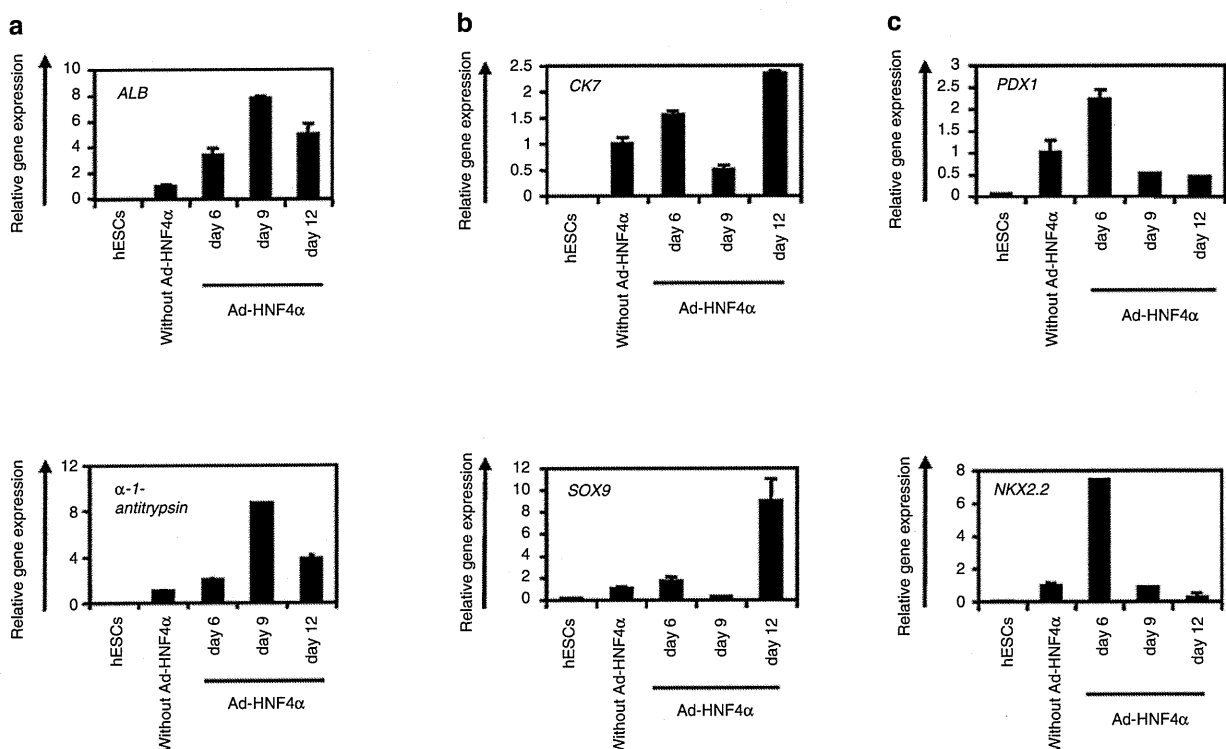 a
Relative gene expression
10
8
6
4
2
0
ALB
hESCs
Without Ad-HNF4α
day 6
day 9
day 12
Ad-HNF4α
b
Relative gene expression
2.5
2
1.5
1
0.5
0
CK7
hESCs
Without Ad-HNF4α
day 6
day 9
day 12
Ad-HNF4α
c
Relative gene expression
3
2.5
2
1.5
1
0.5
0
PDX1
hESCs
Without Ad-HNF4α
day 6
day 9
day 12
Ad-HNF4α
Relative gene expression
12
8
4
0
α-1-
antitrypsin
hESCs
Without Ad-HNF4α
day 6
day 9
day 12
Ad-HNF4α
Relative gene expression
12
10
8
6
4
2
0
SOX9
hESCs
Without Ad-HNF4α
day 6
day 9
day 12
Ad-HNF4α
Relative gene expression
8
6
4
2
0
NKX2.2
hESCs
Without Ad-HNF4α
day 6
day 9
day 12
Ad-HNF4α